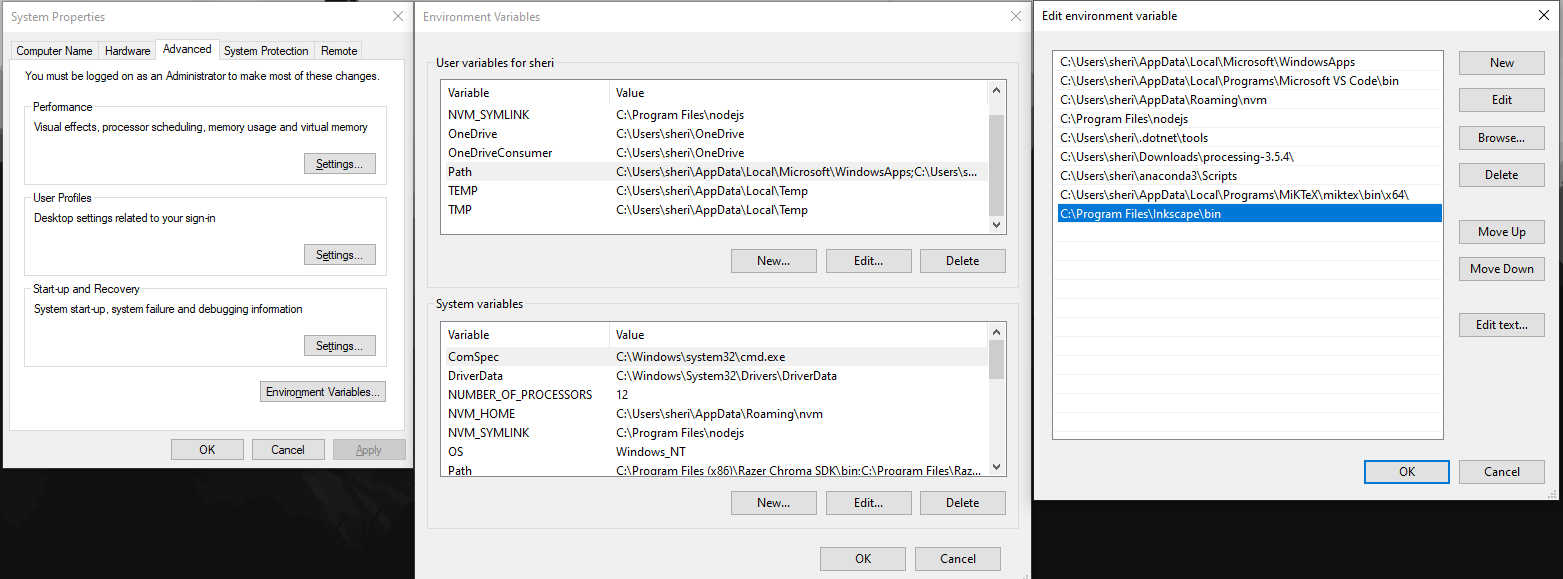 System Properties
Computer Name Hardware Advanced System Protection Remote
You must be logged on as an Administrator to make most of these changes.
Performance
Visual effects, processor scheduling, memory usage and virtual memory
Settings...
User Profiles
Desktop settings related to your sign-in
Settings...
Start-up and Recovery
System start-up, system failure and debugging information
Settings...
Environment Variables...
OK Cancel Apply
Environment Variables
User variables for sheri
Variable Value
NVM_SYMLINK C:\Program Files\nodejs
OneDrive C:\Users\sheri\OneDrive
OneDriveConsumer C:\Users\sheri\OneDrive
Path C:\Users\sheri\AppData\Local\Microsoft\WindowsApps;C:\Users\s...
TEMP C:\Users\sheri\AppData\Local\Temp
TMP C:\Users\sheri\AppData\Local\Temp
New... Edit... Delete
System variables
Variable Value
ComSpec C:\Windows\system32\cmd.exe
DriverData C:\Windows\System32\Drivers\DriverData
NUMBER_OF_PROCESSORS 12
NVM_HOME C:\Users\sheri\AppData\Roaming\nvm
NVM_SYMLINK C:\Program Files\nodejs
OS Windows_NT
Path C:\Program Files (x86)\Razer Chroma SDK\bin;C:\Program Files\Raz...
New... Edit... Delete
OK Cancel
Edit environment variable
C:\Users\sheri\AppData\Local\Microsoft\WindowsApps
C:\Users\sheri\AppData\Local\Programs\Microsoft VS Code\bin
C:\Users\sheri\AppData\Roaming\nvm
C:\Program Files\nodejs
C:\Users\sheri\.dotnet\tools
C:\Users\sheri\Downloads\processing-3.5.4\
C:\Users\sheri\anaconda3\Scripts
C:\Users\sheri\AppData\Local\Programs\MiKTeX\miktex\bin\x64\
C:\Program Files\Inkscape\bin
New
Edit
Browse...
Delete
Move Up
Move Down
Edit text...
OK Cancel